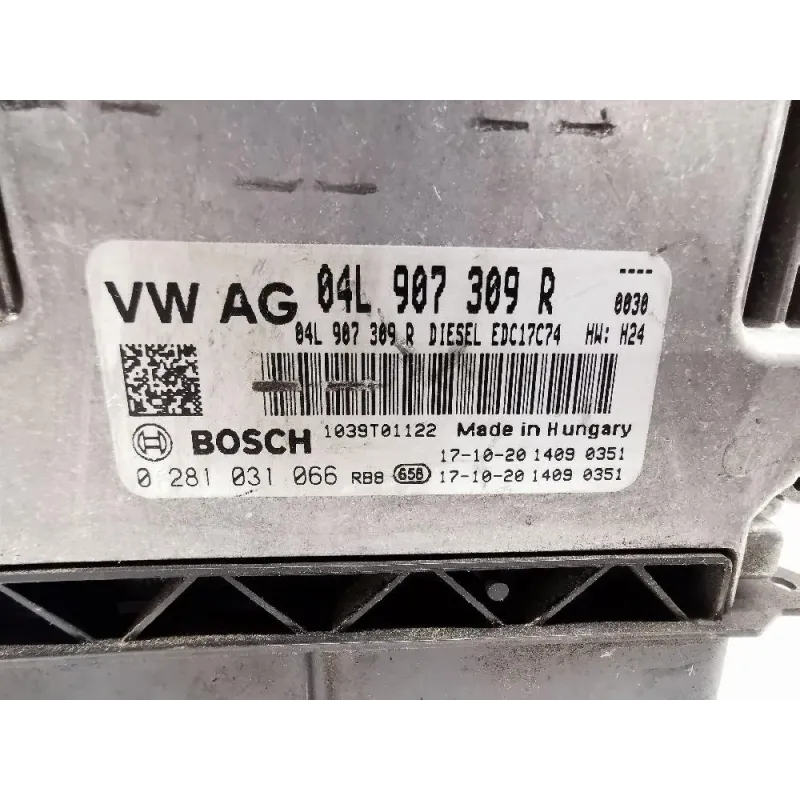 VW AG 04L 907 309 R ----
0030
04L 907 309 R DIESEL EDC17C74 HW: H24
BOSCH 1039T01122 Made in Hungary
17-10-20 1409 0351
0 281 031 066 RB8 658 17-10-20 1409 0351